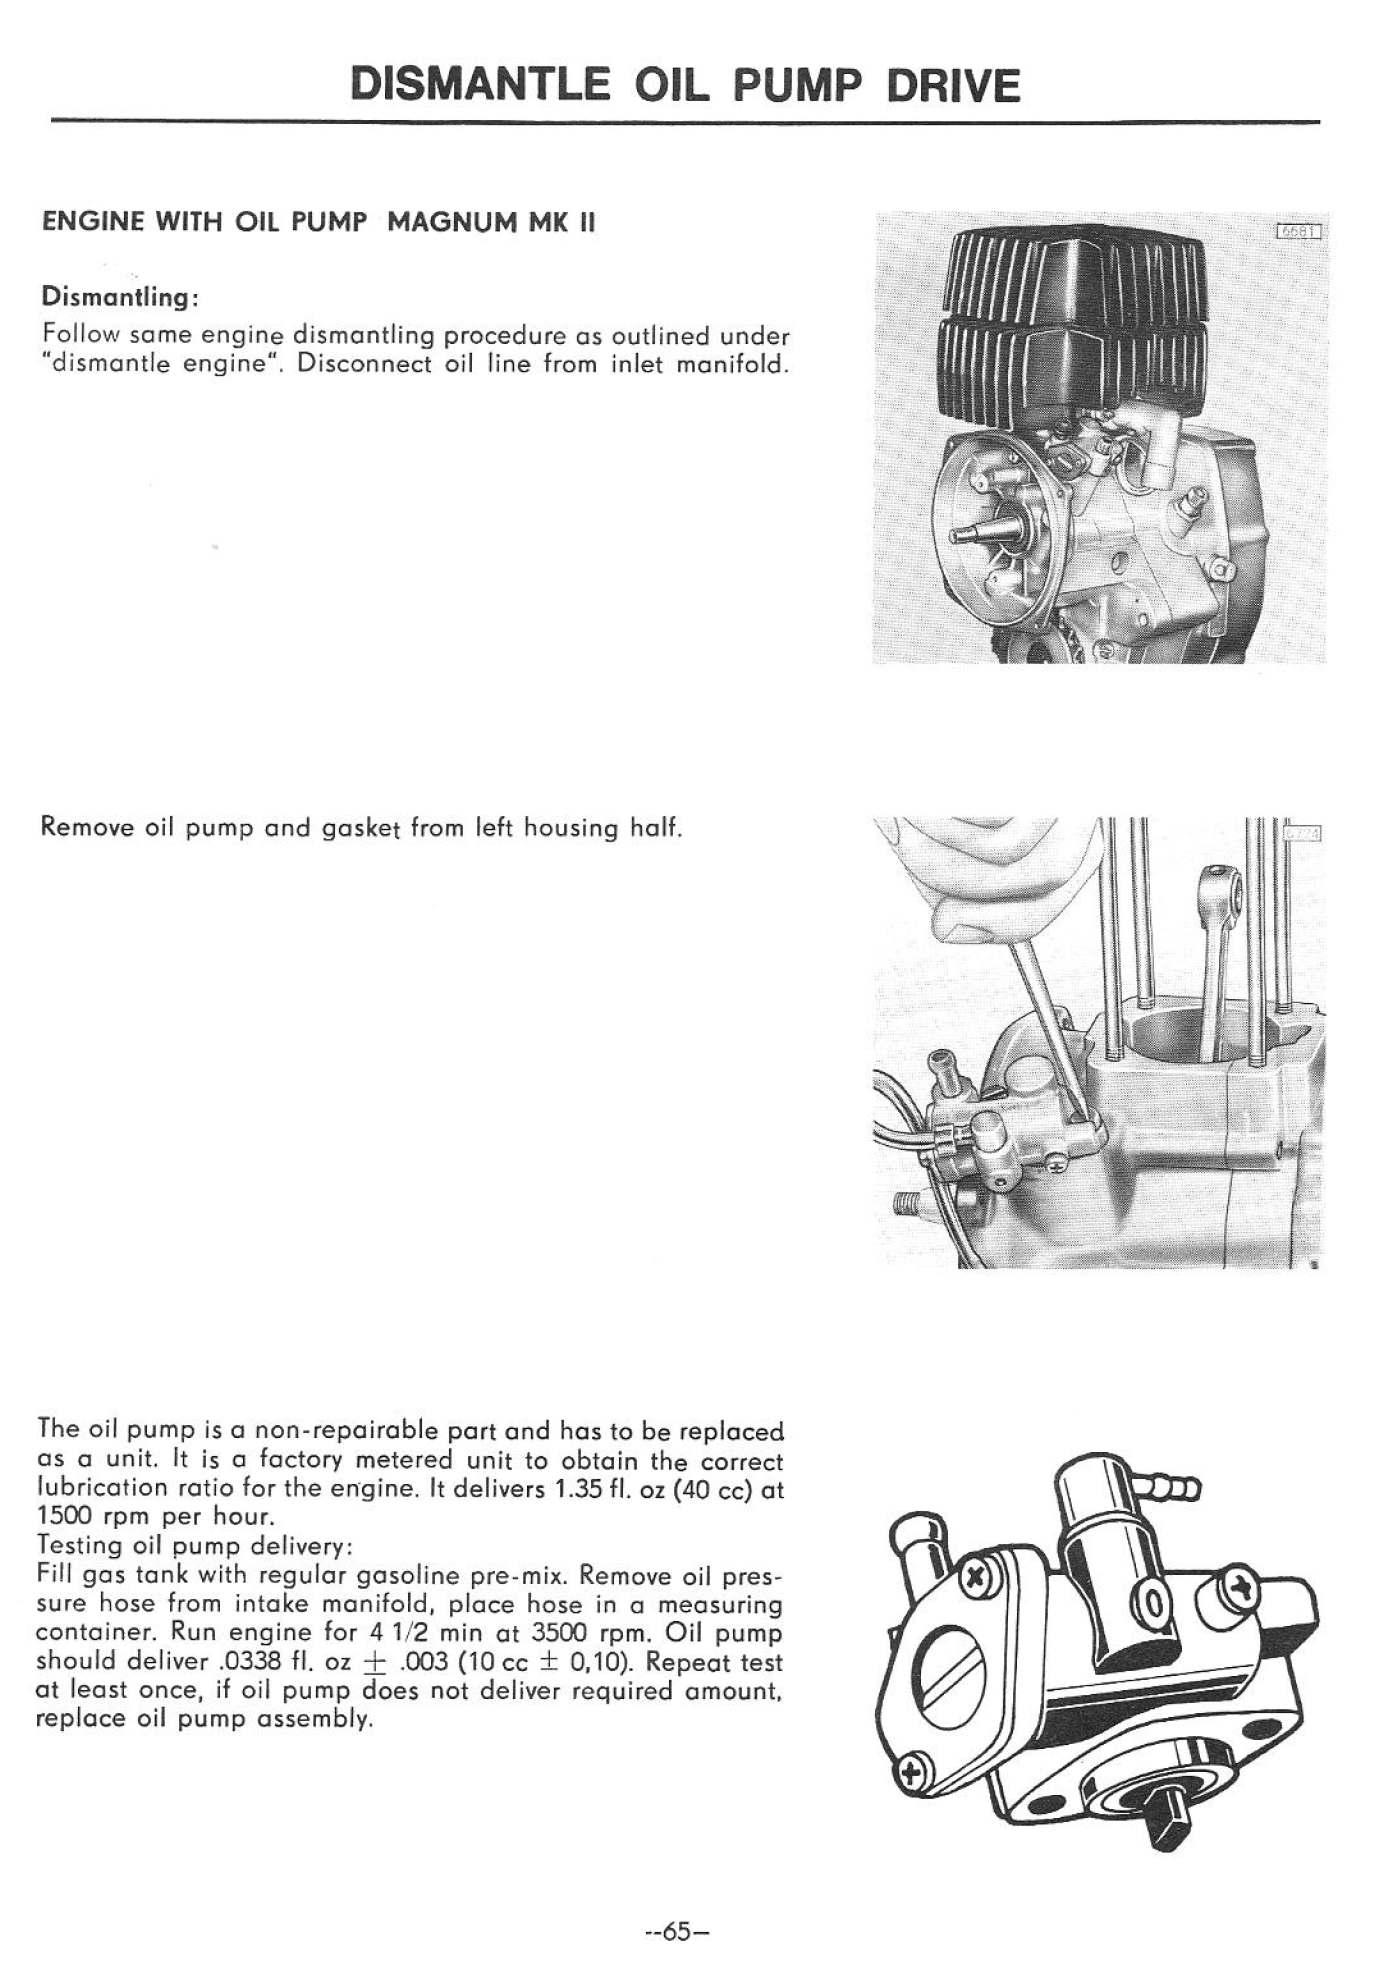 DISMANTLE OIL PUMP DRIVE
ENGINE WITH OIL PUMP MAGNUM MK II
Dismantling:
Follow same engine dismantling procedure as outlined under
"dismantle engine“. Disconnect oil line from inlet manifold.
6681
Remove oil pump and gasket from left housing half.
6724
The oil pump is a non-repairable part and has to be replaced
as a unit. It is a factory metered unit to obtain the correct
lubrication ratio for the engine. It delivers 1.35 fl. oz (40 cc) at
1500 rpm per hour.
Testing oil pump delivery:
Fill gas tank with regular gasoline pre-mix. Remove oil pres-
sure hose from intake manifold, place hose in a measuring
container. Run engine for 4 1/2 min at 3500 rpm. Oil pump
should deliver .0338 fl. oz ± .003 (10 cc ± 0,10). Repeat test
at least once, if oil pump does not deliver required amount,
replace oil pump assembly.
--65–